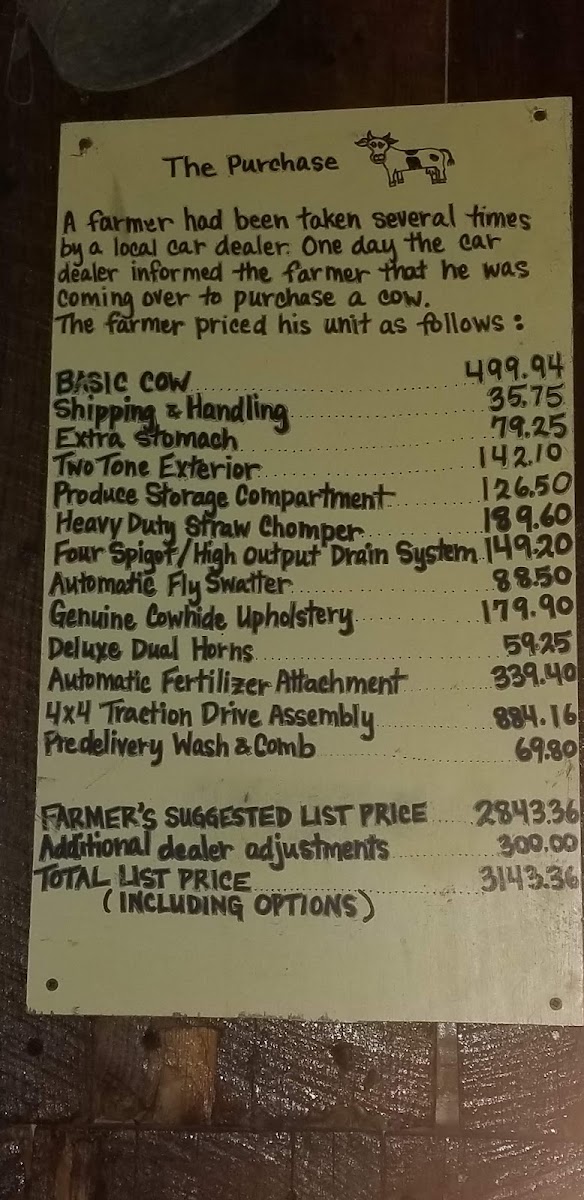 The Purchase
A farmer had been taken several times
by a local car dealer. One day the car
dealer informed the farmer that he was
coming over to purchase a cow.
The farmer priced his unit as follows:
BASIC COW 499.94
Shipping & Handling 35.75
Extra Stomach 79.25
Two Tone Exterior 142.10
Produce Storage Compartment 126.50
Heavy Duty Straw Chomper 189.60
Four Spigot/High Output Drain System 149.20
Automatic Fly Swatter 88.50
Genuine Cowhide Upholstery 179.90
Deluxe Dual Horns 59.25
Automatic Fertilizer Attachment 339.40
4x4 Traction Drive Assembly 884.16
Predelivery Wash & Comb 69.80
FARMER'S SUGGESTED LIST PRICE 2843.36
Additional dealer adjustments 300.00
TOTAL LIST PRICE 3143.36
(INCLUDING OPTIONS)